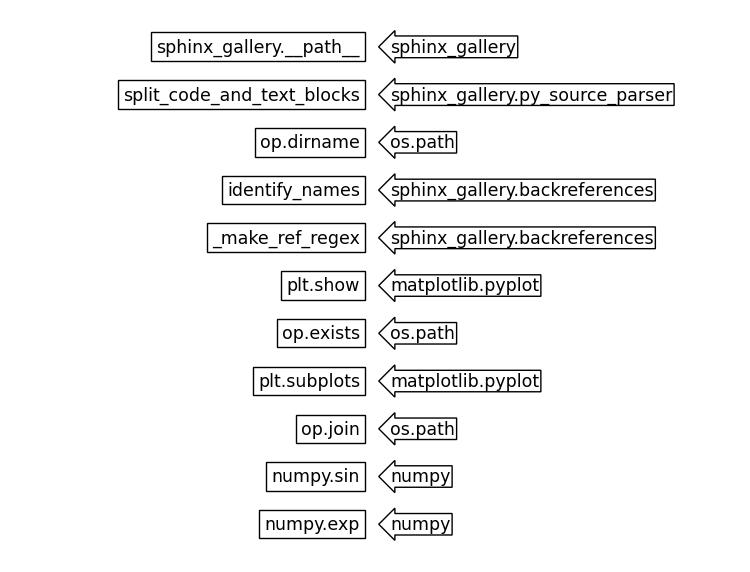 sphinx_gallery.__path__ sphinx_gallery
split_code_and_text_blocks sphinx_gallery.py_source_parser
op.dirname os.path
identify_names sphinx_gallery.backreferences
_make_ref_regex sphinx_gallery.backreferences
plt.show matplotlib.pyplot
op.exists os.path
plt.subplots matplotlib.pyplot
op.join os.path
numpy.sin numpy
numpy.exp numpy